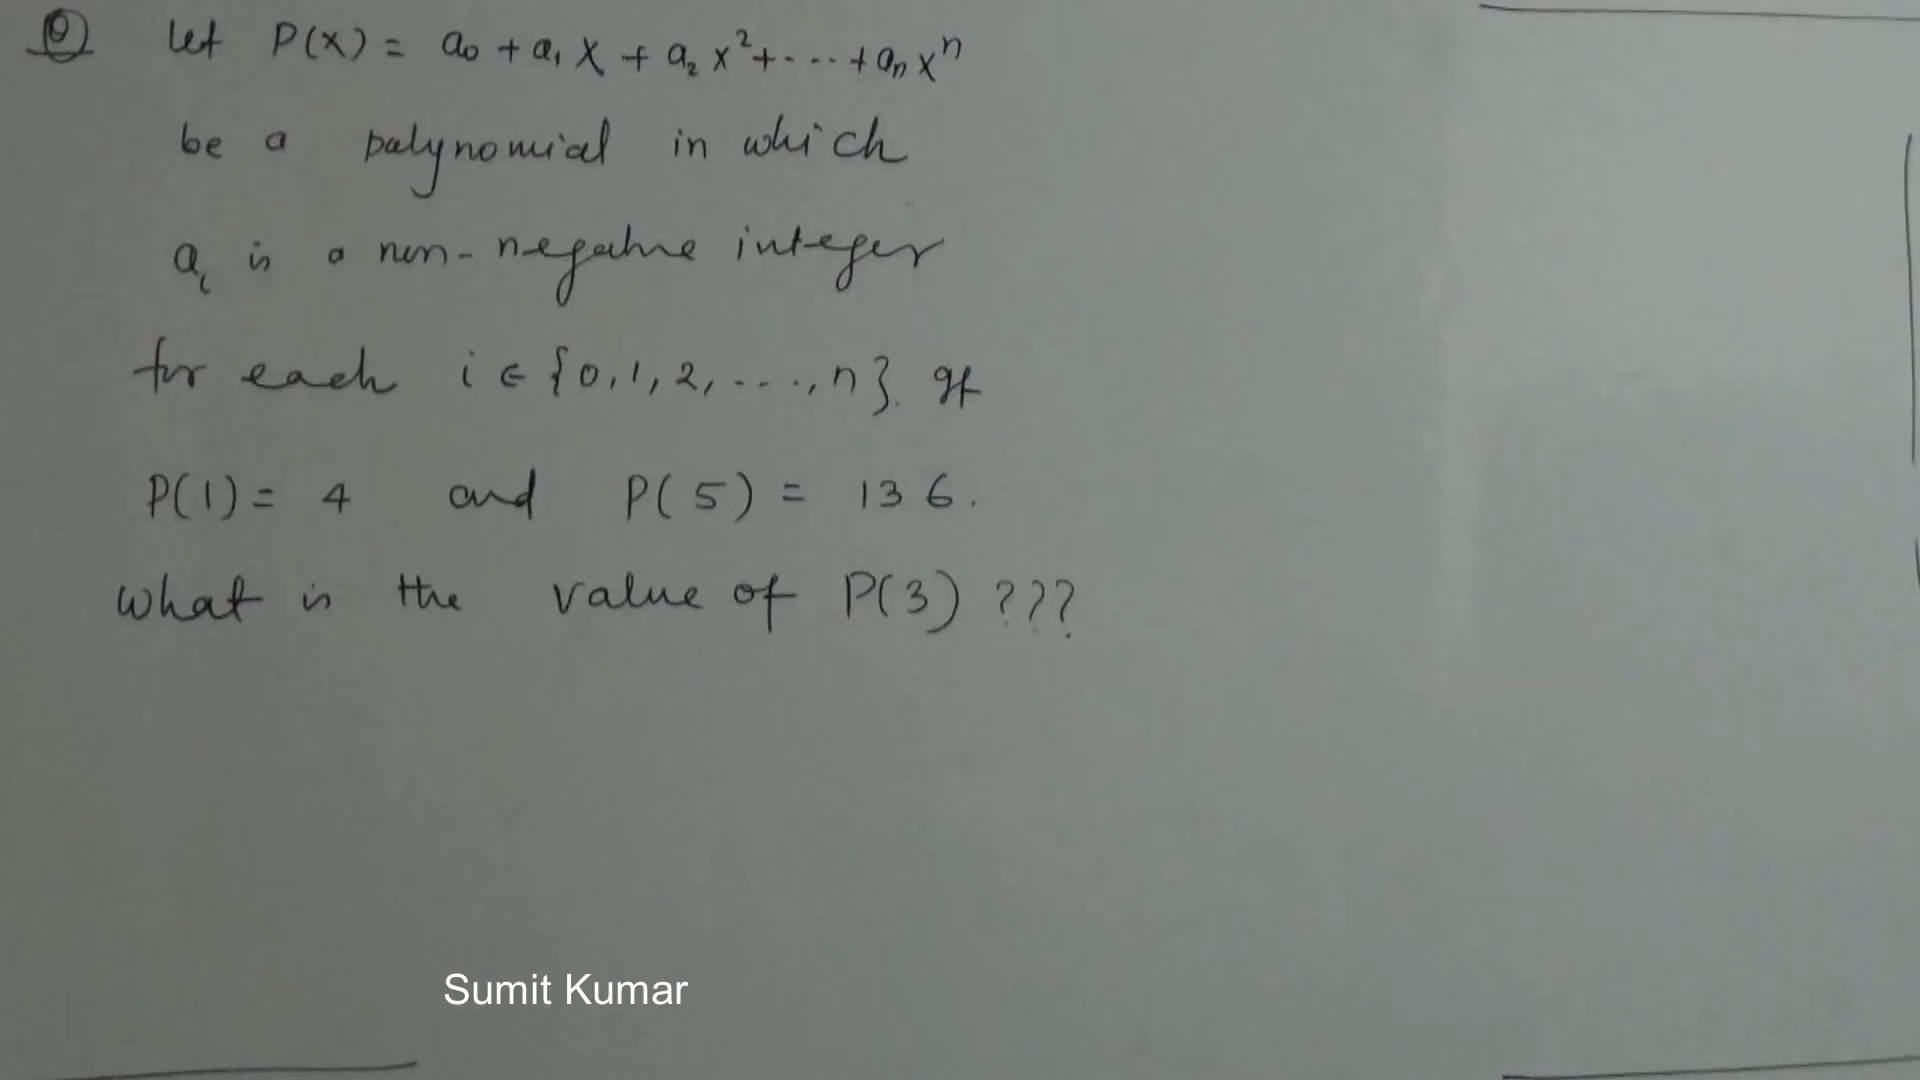 Q let P(x) = a₀ + a₁x + a₂x² + ---- + aₙxⁿ
be a polynomial in which
aᵢ is a non-negative integer
for each i ∈ {0,1,2,----,n}. If
P(1) = 4 and P(5) = 136.
what is the value of P(3) ???
Sumit Kumar